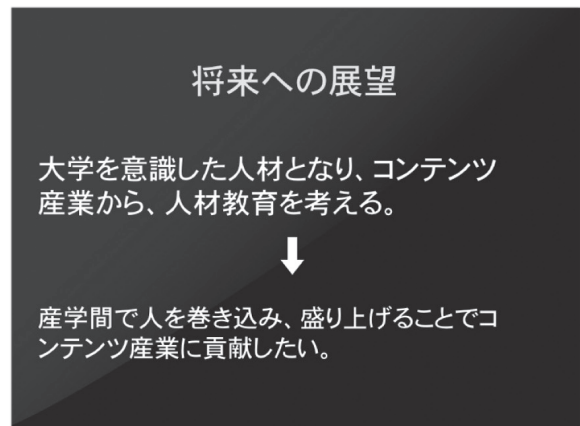 将来への展望
大学を意識した人材となり、コンテンツ
産業から、人材教育を考える。
産学間で人を巻き込み、盛り上げることでコ
ンテンツ産業に貢献したい。